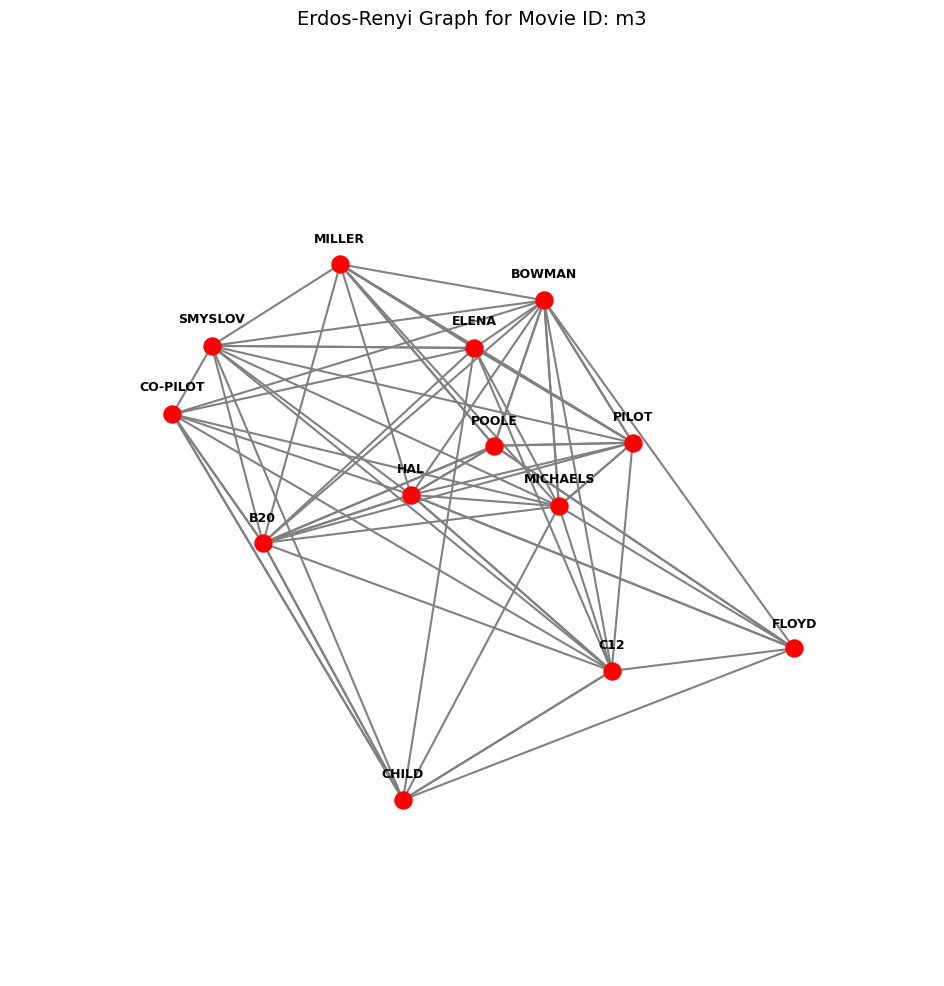 Erdos-Renyi Graph for Movie ID: m3
MILLER
BOWMAN
SMYSLOV
ELENA
CO-PILOT
POOLE
PILOT
HAL
MICHAELS
B20
FLOYD
C12
CHILD